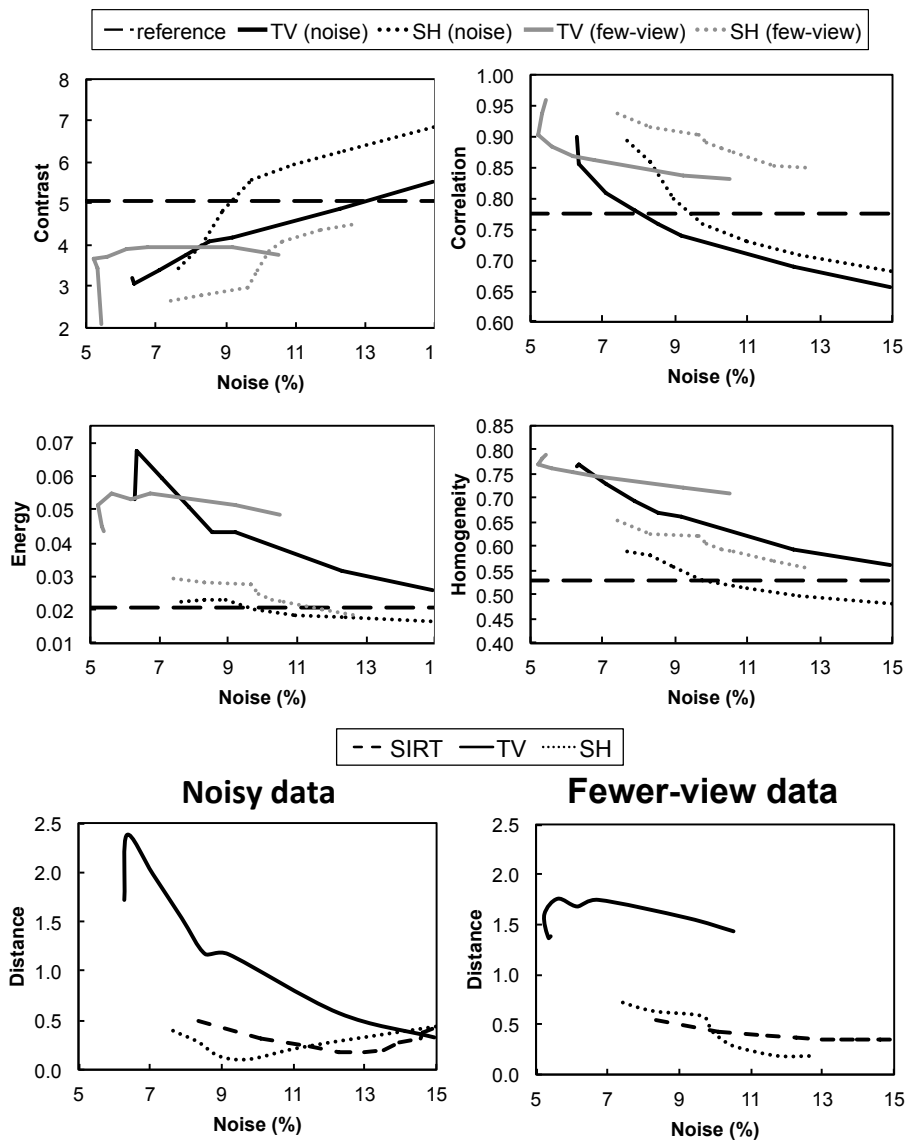 reference TV (noise) SH (noise) TV (few-view) SH (few-view)
8
7
6
5
4
3
2
Contrast
5 7 9 11 13 1
Noise (%)
1.00
0.95
0.90
0.85
0.80
0.75
0.70
0.65
0.60
Correlation
5 7 9 11 13 15
Noise (%)
0.07
0.06
0.05
0.04
0.03
0.02
0.01
Energy
5 7 9 11 13 1
Noise (%)
0.85
0.80
0.75
0.70
0.65
0.60
0.55
0.50
0.45
0.40
Homogeneity
5 7 9 11 13 15
Noise (%)
SIRT TV SH
Noisy data
2.5
2.0
1.5
1.0
0.5
0.0
Distance
5 7 9 11 13 15
Noise (%)
Fewer-view data
2.5
2.0
1.5
1.0
0.5
0.0
Distance
5 7 9 11 13 15
Noise (%)